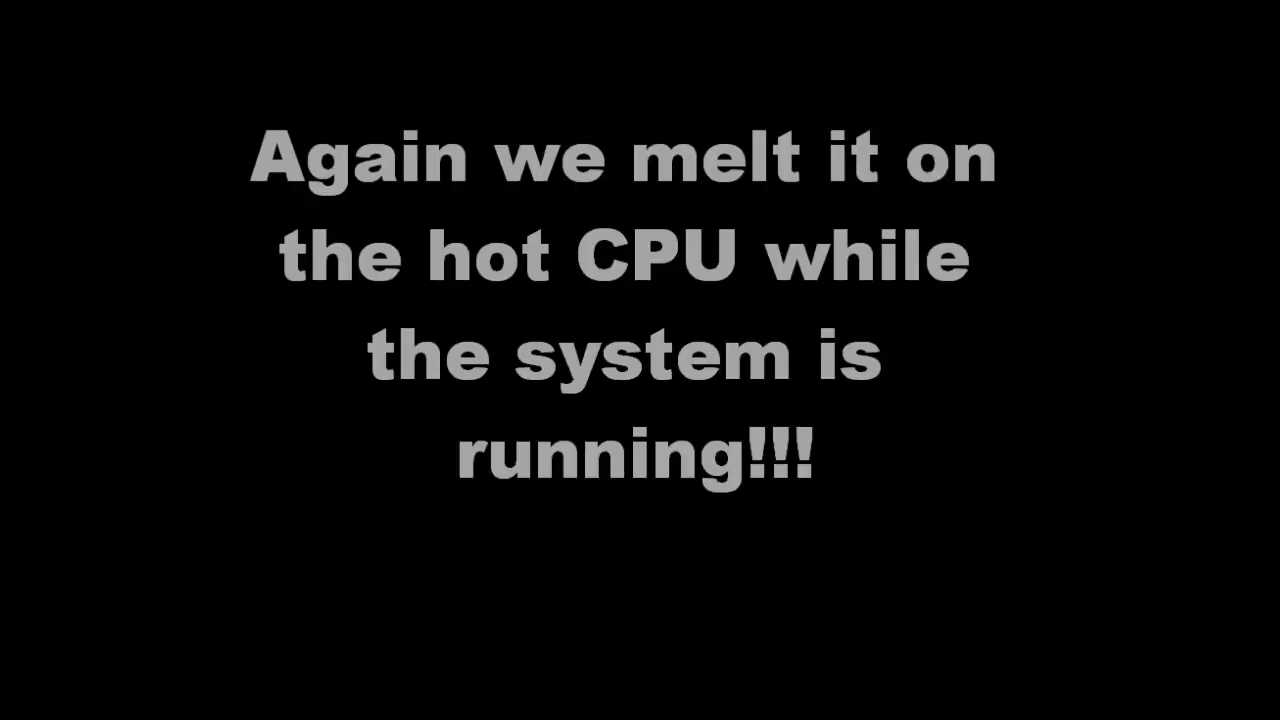 Again we melt it on
the hot CPU while
the system is
running!!!